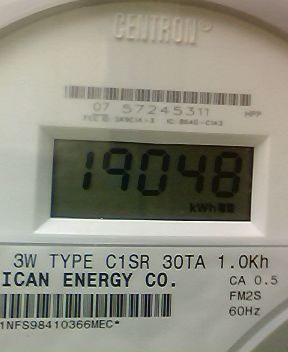 CENTRON®
07 57245311 HPP
19048
kWh
3W TYPE C1SR 30TA 1.0Kh
ICAN ENERGY CO.
CA 0.5
FM2S
60Hz
1NFS98410366MEC*